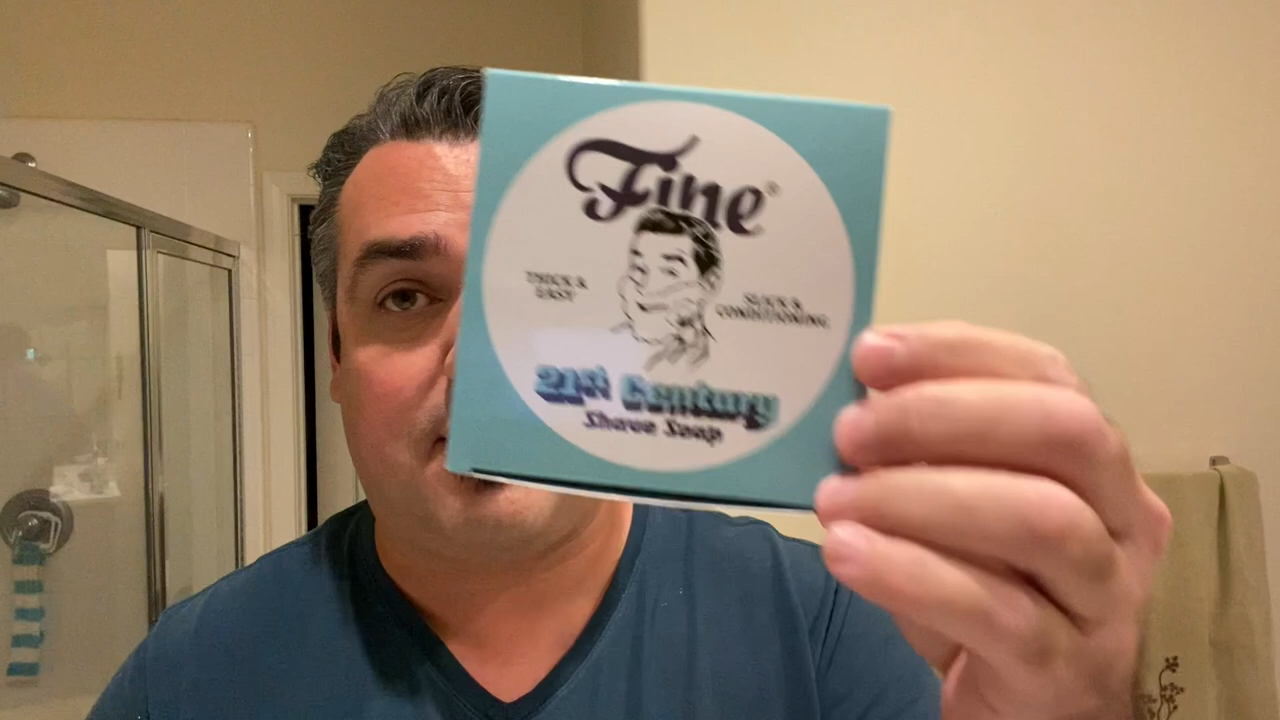 Fine®
THICK &
EASY
SLICK &
CONDITIONING
21st Century
Shave Soap